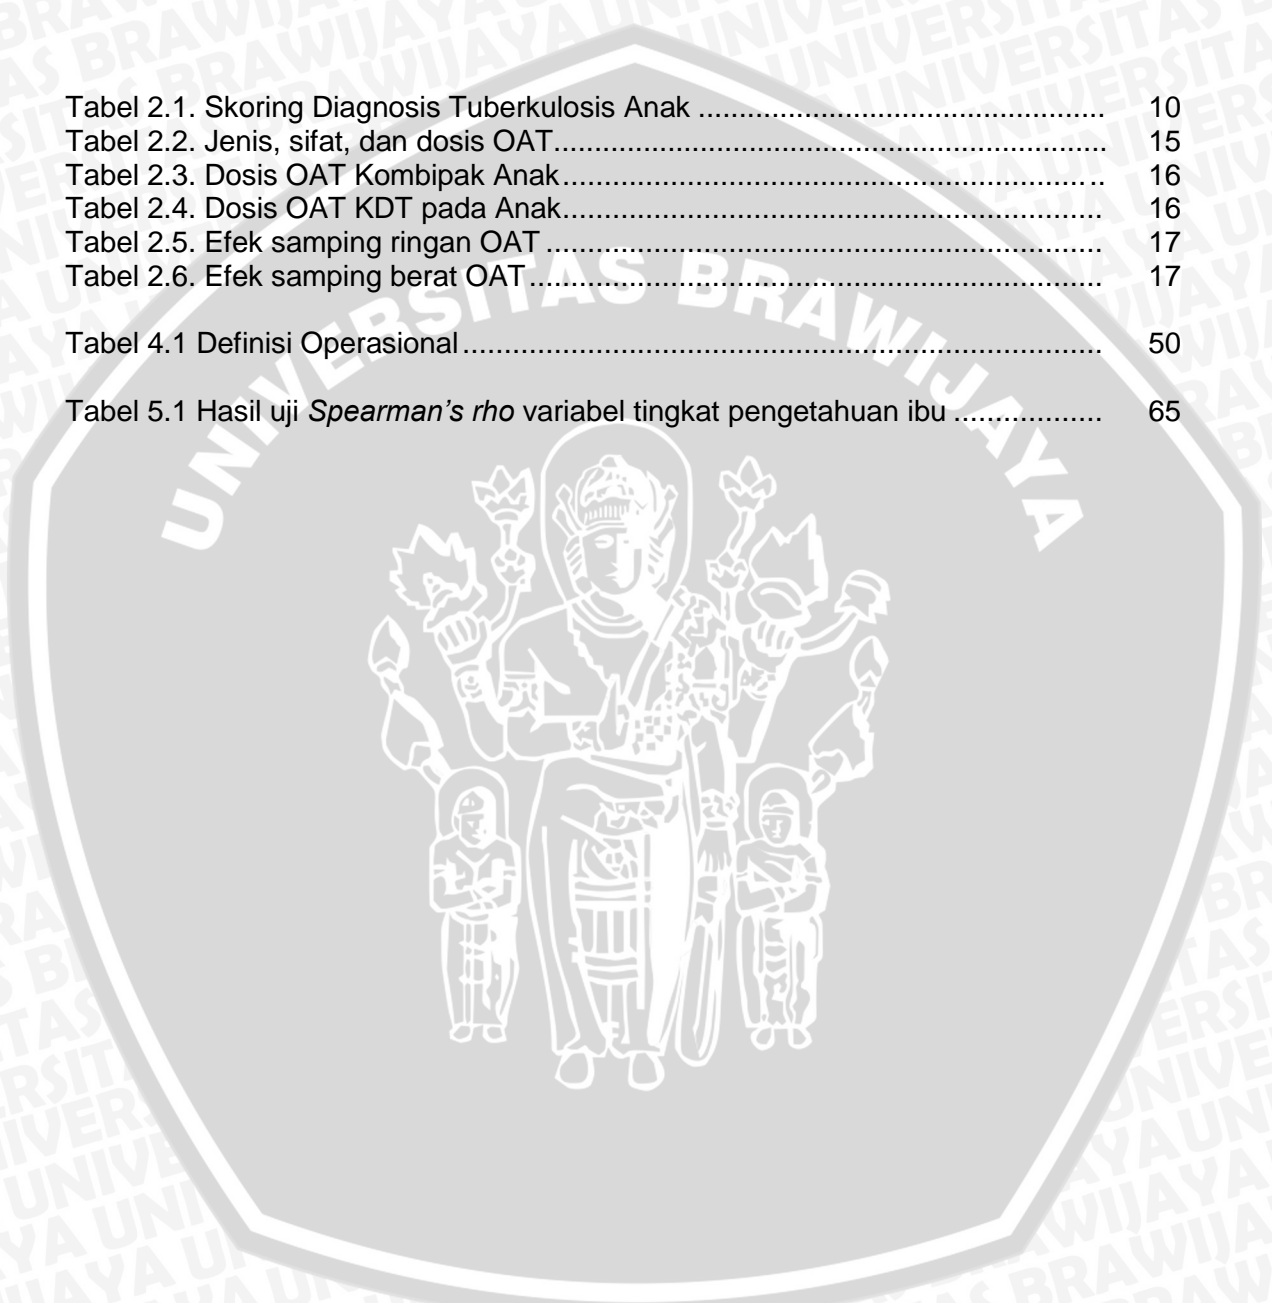 Tabel 2.1. Skoring Diagnosis Tuberkulosis Anak .................................................. 10
Tabel 2.2. Jenis, sifat, dan dosis OAT.................................................................... 15
Tabel 2.3. Dosis OAT Kombipak Anak.................................................................. 16
Tabel 2.4. Dosis OAT KDT pada Anak.................................................................. 16
Tabel 2.5. Efek samping ringan OAT .................................................................... 17
Tabel 2.6. Efek samping berat OAT...................................................................... 17
Tabel 4.1 Definisi Operasional.............................................................................. 50
Tabel 5.1 Hasil uji Spearman’s rho variabel tingkat pengetahuan ibu .................. 65
UNIVERSITAS BRAWIJAYA